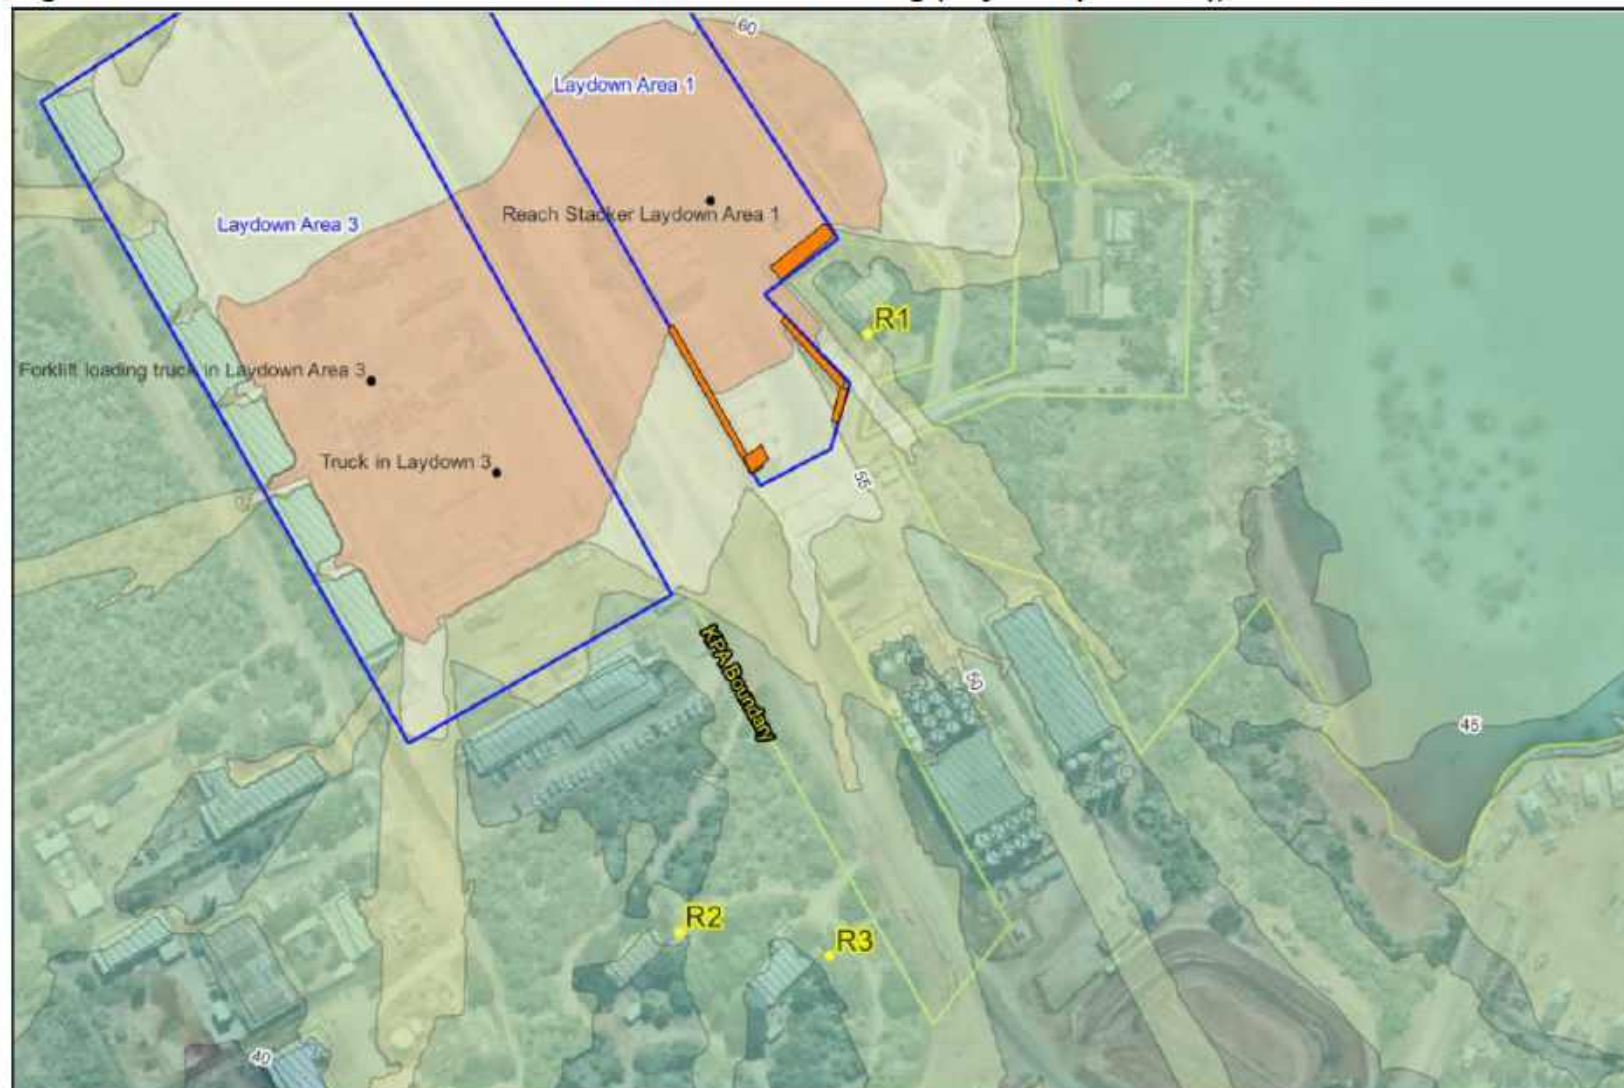 60
Laydown Area 1
Reach Stacker Laydown Area 1
Laydown Area 3
R1
Forklift loading truck in Laydown Area 3
Truck in Laydown 3
55
KPA Boundary
50
45
R2
R3
40